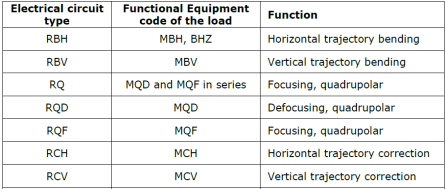 Electrical circuit type Functional Equipment code of the load Function
RBH MBH, BHZ Horizontal trajectory bending
RBV MBV Vertical trajectory bending
RQ MQD and MQF in series Focusing, quadrupolar
RQD MQD Defocusing, quadrupolar
RQF MQF Focusing, quadrupolar
RCH MCH Horizontal trajectory correction
RCV MCV Vertical trajectory correction